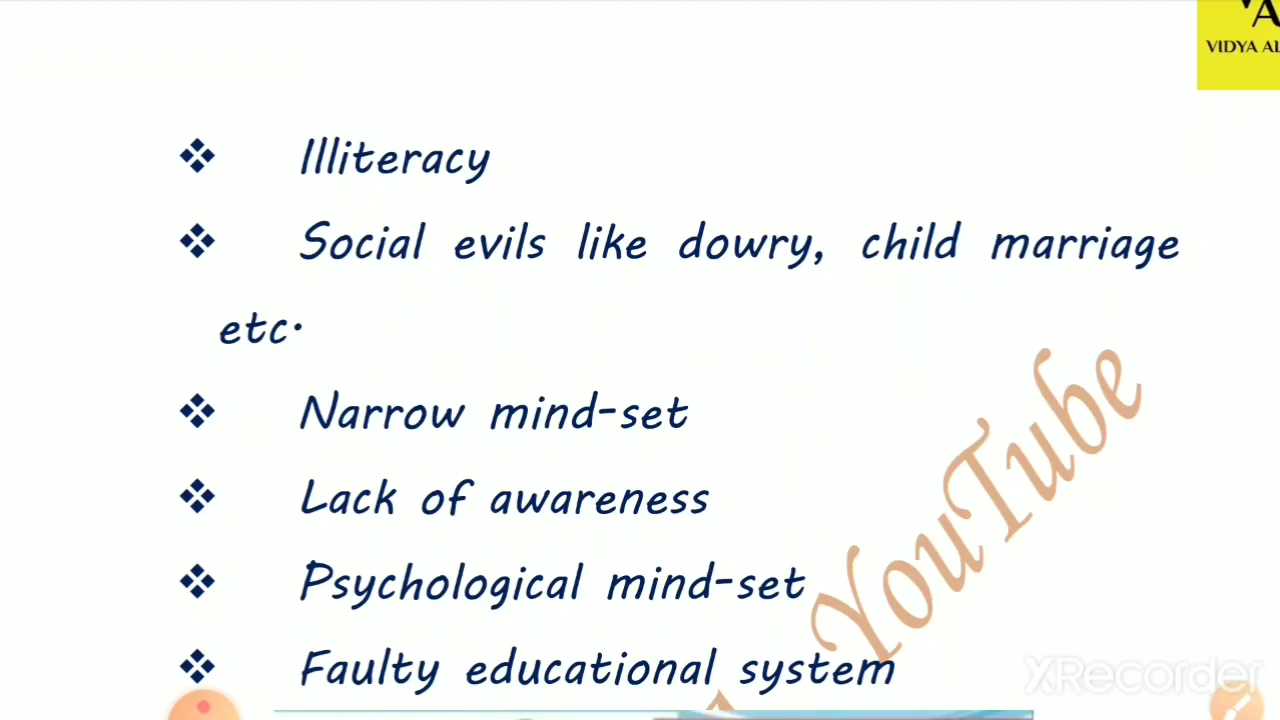 VIDYA AL
❖ Illiteracy
❖ Social evils like dowry, child marriage
etc.
❖ Narrow mind-set
❖ Lack of awareness
❖ Psychological mind-set
❖ Faulty educational system
YouTube
XRecorder